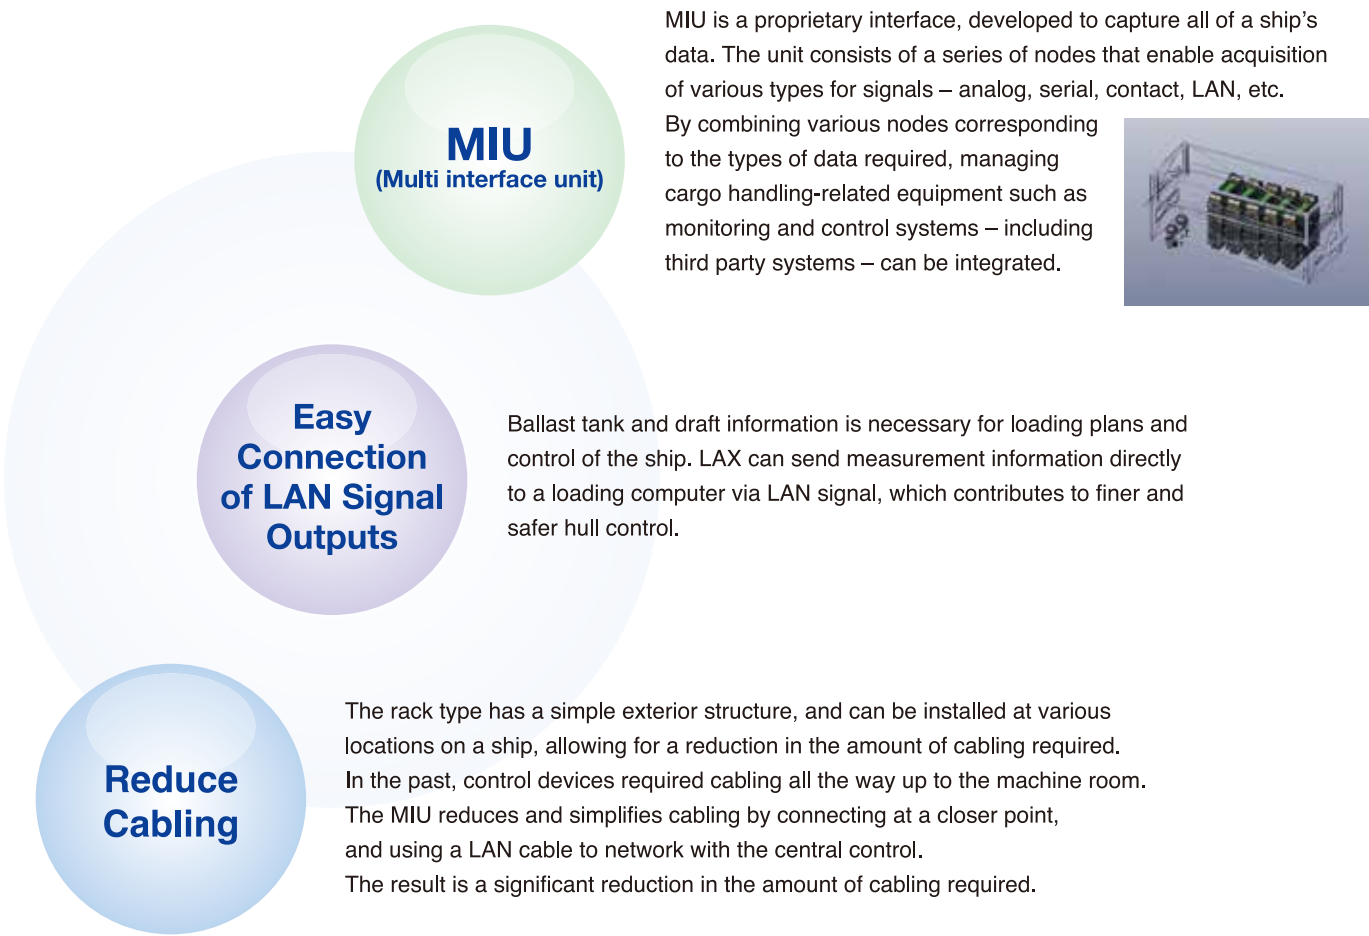 MIU
(Multi interface unit)
MIU is a proprietary interface, developed to capture all of a ship's
data. The unit consists of a series of nodes that enable acquisition
of various types for signals – analog, serial, contact, LAN, etc.
By combining various nodes corresponding
to the types of data required, managing
cargo handling-related equipment such as
monitoring and control systems – including
third party systems – can be integrated.
Easy
Connection
of LAN Signal
Outputs
Ballast tank and draft information is necessary for loading plans and
control of the ship. LAX can send measurement information directly
to a loading computer via LAN signal, which contributes to finer and
safer hull control.
Reduce
Cabling
The rack type has a simple exterior structure, and can be installed at various
locations on a ship, allowing for a reduction in the amount of cabling required.
In the past, control devices required cabling all the way up to the machine room.
The MIU reduces and simplifies cabling by connecting at a closer point,
and using a LAN cable to network with the central control.
The result is a significant reduction in the amount of cabling required.